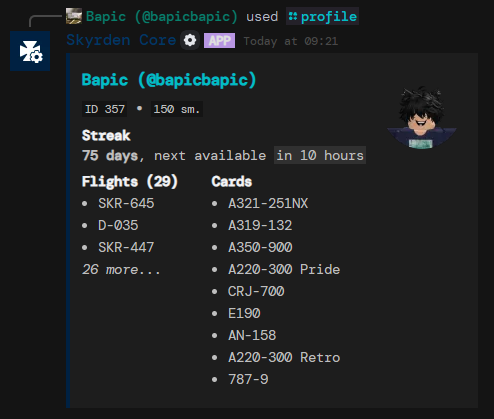 Bapic (@bapicbapic) used profile
Skyrden Core APP Today at 09:21
Bapic (@bapicbapic)
ID 357 • 150 sm.
Streak
75 days, next available in 10 hours
Flights (29)
• SKR-645
• D-035
• SKR-447
26 more...
Cards
• A321-251NX
• A319-132
• A350-900
• A220-300 Pride
• CRJ-700
• E190
• AN-158
• A220-300 Retro
• 787-9